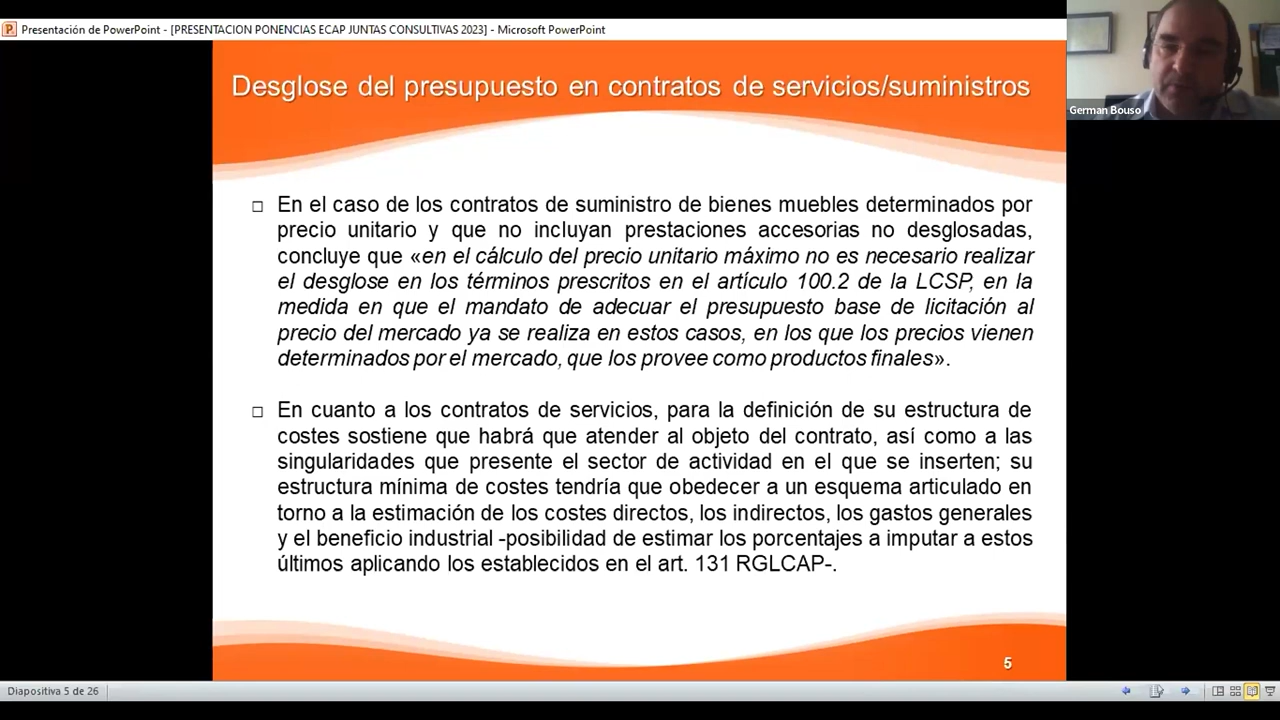 Presentación de PowerPoint - [PRESENTACION PONENCIAS ECAP JUNTAS CONSULTIVAS 2023] - Microsoft PowerPoint
German Bouso
Desglose del presupuesto en contratos de servicios/suministros
□ En el caso de los contratos de suministro de bienes muebles determinados por
precio unitario y que no incluyan prestaciones accesorias no desglosadas,
concluye que «en el cálculo del precio unitario máximo no es necesario realizar
el desglose en los términos prescritos en el artículo 100.2 de la LCSP, en la
medida en que el mandato de adecuar el presupuesto base de licitación al
precio del mercado ya se realiza en estos casos, en los que los precios vienen
determinados por el mercado, que los provee como productos finales».
□ En cuanto a los contratos de servicios, para la definición de su estructura de
costes sostiene que habrá que atender al objeto del contrato, así como a las
singularidades que presente el sector de actividad en el que se inserten; su
estructura mínima de costes tendría que obedecer a un esquema articulado en
torno a la estimación de los costes directos, los indirectos, los gastos generales
y el beneficio industrial -posibilidad de estimar los porcentajes a imputar a estos
últimos aplicando los establecidos en el art. 131 RGLCAP-.
5
Diapositiva 5 de 26